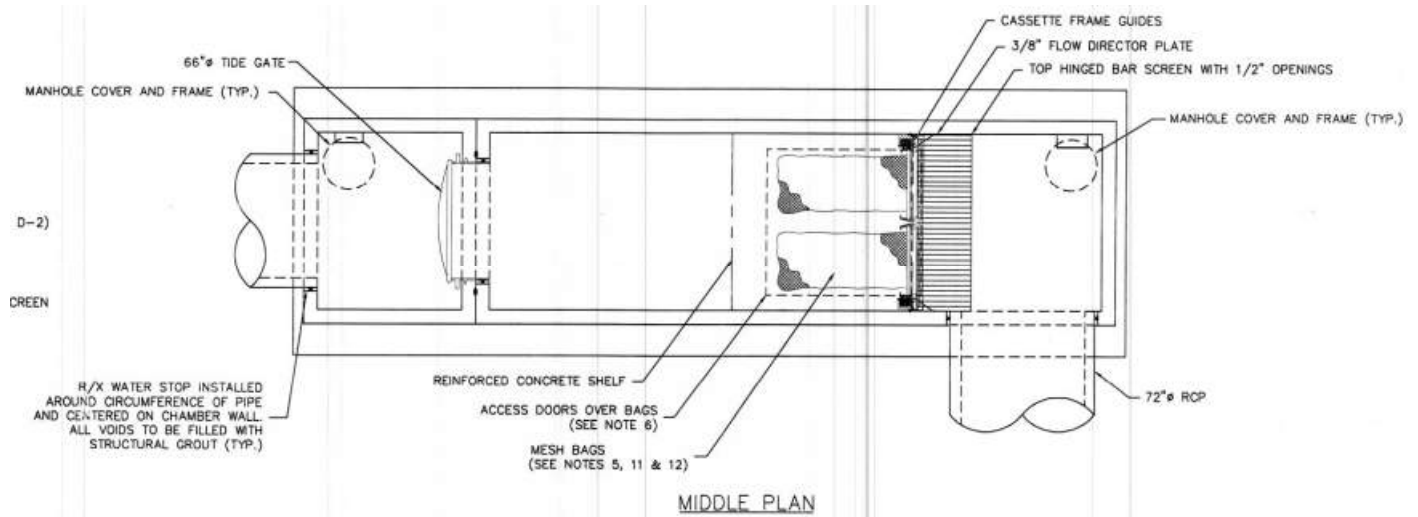 CASSETTE FRAME GUIDES
3/8" FLOW DIRECTOR PLATE
66"ø TIDE GATE
TOP HINGED BAR SCREEN WITH 1/2" OPENINGS
MANHOLE COVER AND FRAME (TYP.)
MANHOLE COVER AND FRAME (TYP.)
D-2)
CREEN
R/X WATER STOP INSTALLED
AROUND CIRCUMFERENCE OF PIPE
AND CENTERED ON CHAMBER WALL.
ALL VOIDS TO BE FILLED WITH
STRUCTURAL GROUT (TYP.)
REINFORCED CONCRETE SHELF
ACCESS DOORS OVER BAGS
(SEE NOTE 6)
MESH BAGS
(SEE NOTES 5, 11 & 12)
72"ø RCP
MIDDLE PLAN